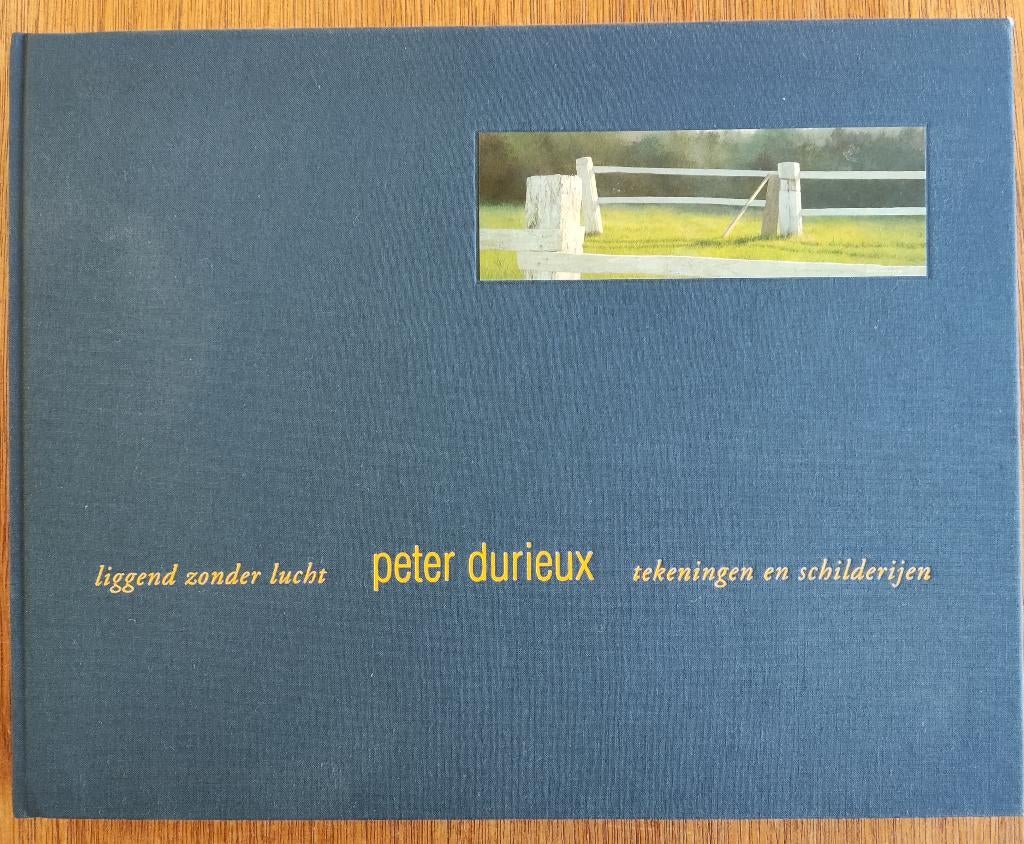 liggend zonder lucht peter durieux tekeningen en schilderijen